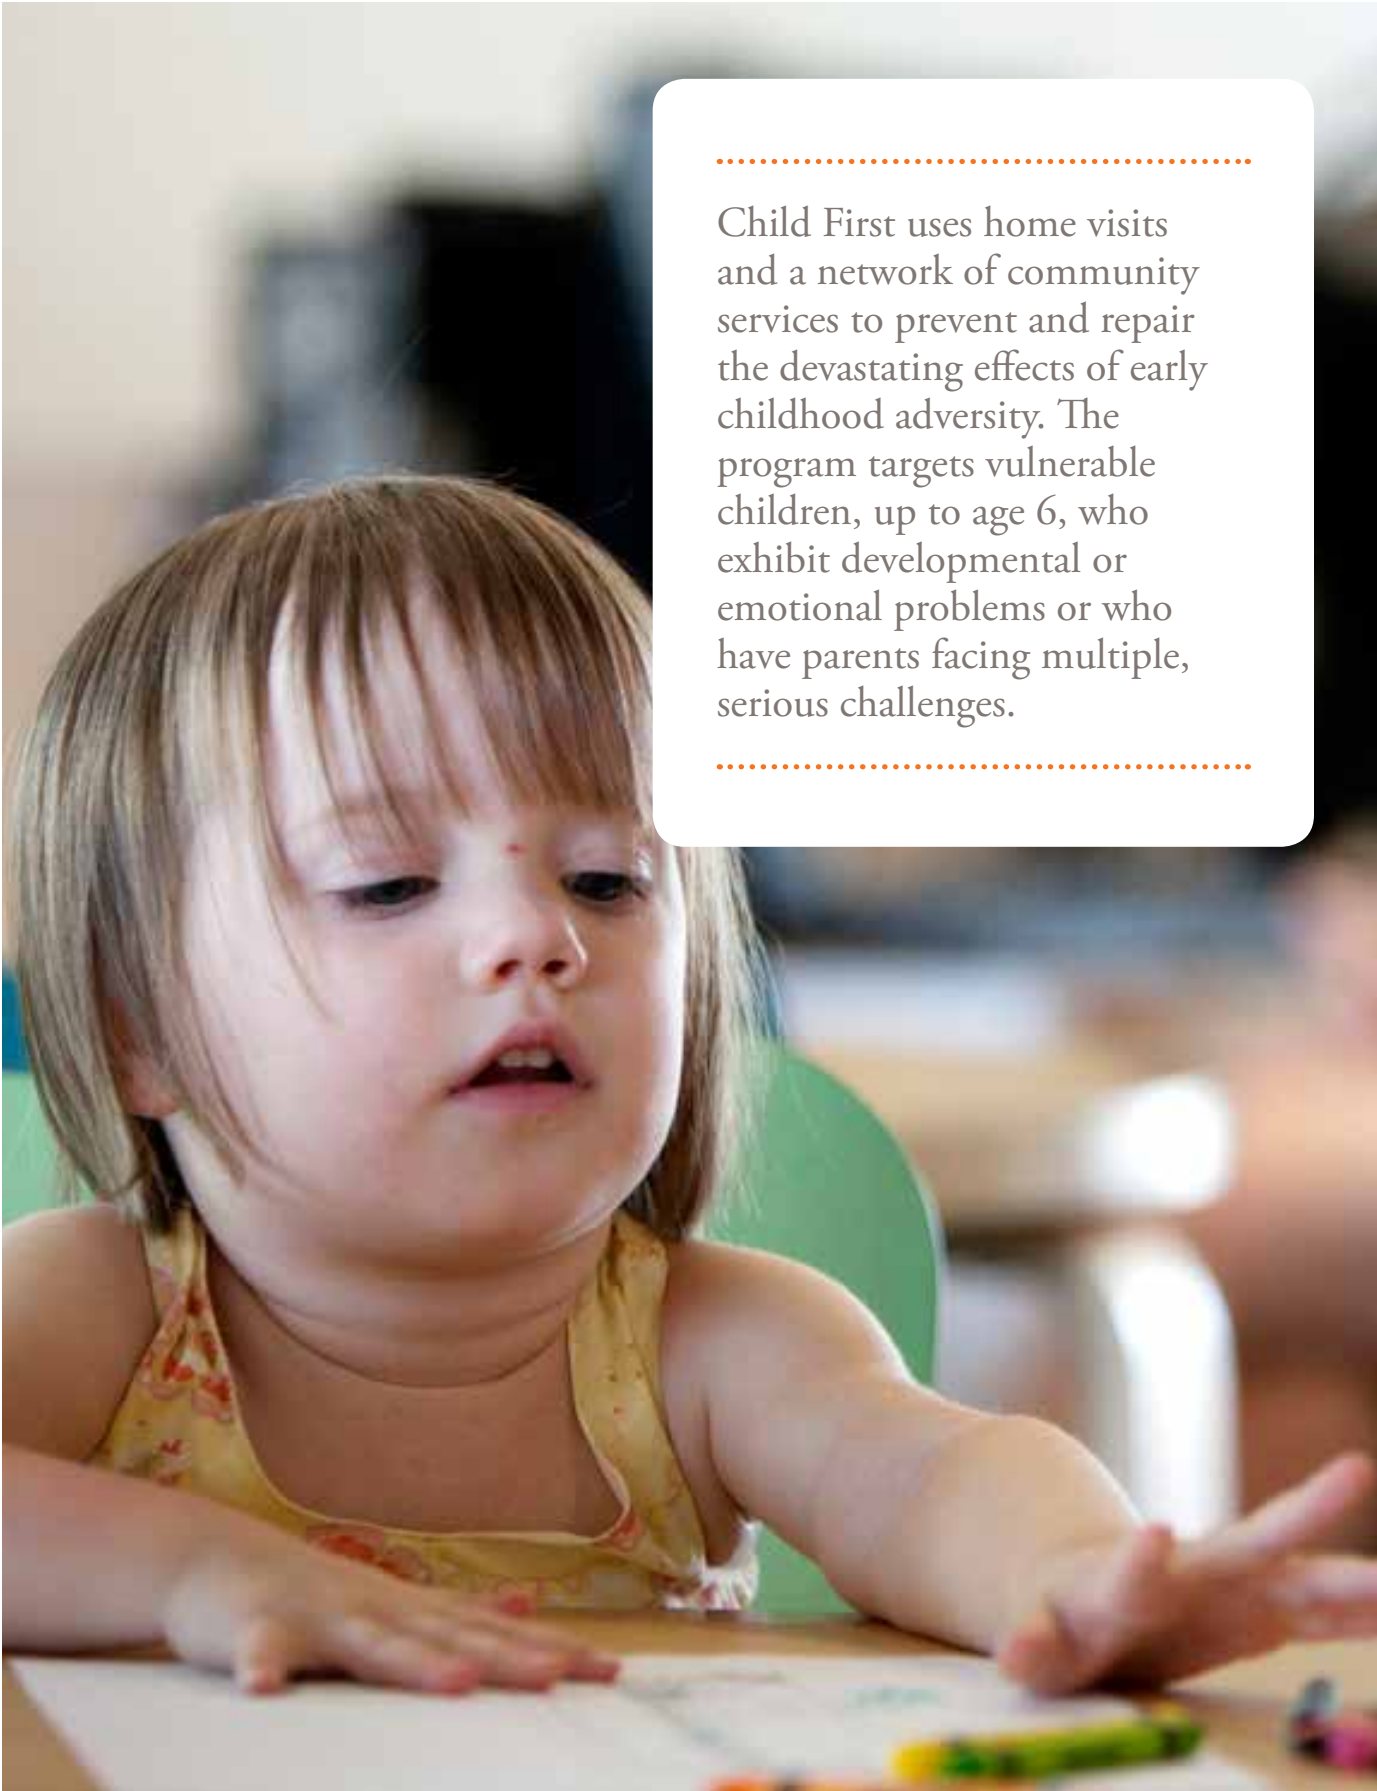 Child First uses home visits
and a network of community
services to prevent and repair
the devastating effects of early
childhood adversity. The
program targets vulnerable
children, up to age 6, who
exhibit developmental or
emotional problems or who
have parents facing multiple,
serious challenges.